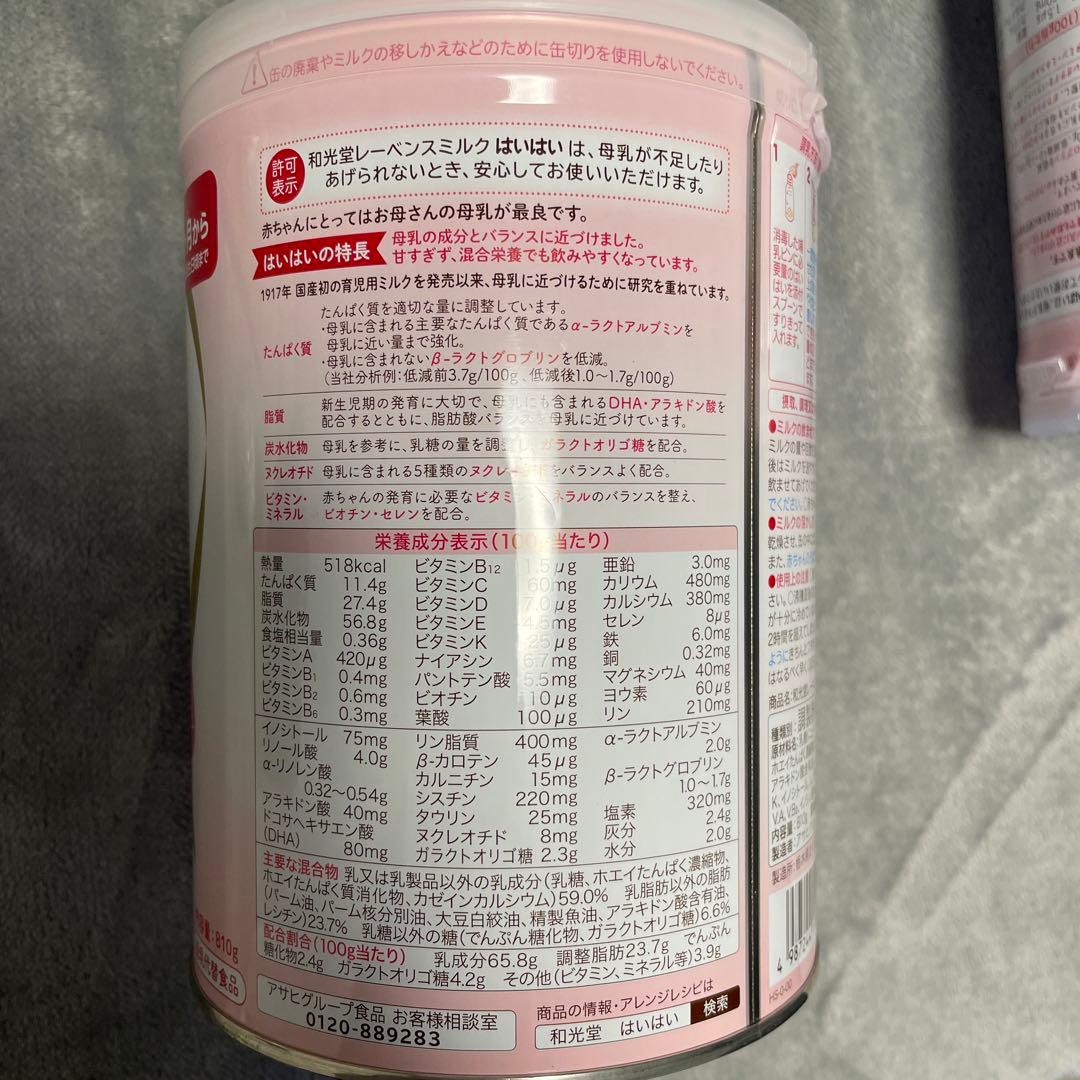 缶の廃棄やミルクの移しかえなどのために缶切りを使用しないでください。
許可
表示
和光堂レーベンスミルク はいはい は、母乳が不足したり
あげられないとき、安心してお使いいただけます。
赤ちゃんにとってはお母さんの母乳が最良です。
はいはいの特長
母乳の成分とバランスに近づけました。
甘すぎず、混合栄養でも飲みやすくなっています。
1917年 国産初の育児用ミルクを発売以来、母乳に近づけるために研究を重ねています。
たんぱく質
たんぱく質を適切な量に調整しています。
・母乳に含まれる主要なたんぱく質であるα-ラクトアルブミンを
母乳に近い量まで強化。
・母乳に含まれないβ-ラクトグロブリンを低減。
(当社分析例:低減前3.7g/100g、低減後1.0〜1.7g/100g)
脂質
新生児期の発育に大切で、母乳にも含まれるDHA・アラキドン酸を
配合するとともに、脂肪酸バランスを母乳に近づけています。
炭水化物 母乳を参考に、乳糖の量を調整し、ガラクトオリゴ糖を配合。
ヌクレオチド 母乳に含まれる5種類のヌクレオチドをバランスよく配合。
ビタミン・
ミネラル
赤ちゃんの発育に必要なビタミン・ミネラルのバランスを整え、
ビオチン・セレンを配合。
栄養成分表示(100g当たり)
熱量 518kcal ビタミンB12 1.5μg 亜鉛 3.0mg
たんぱく質 11.4g ビタミンC 60mg カリウム 480mg
脂質 27.4g ビタミンD 7.0μg カルシウム 380mg
炭水化物 56.8g ビタミンE 4.5mg セレン 8μg
食塩相当量 0.36g ビタミンK 25μg 鉄 6.0mg
ビタミンA 420μg ナイアシン 6.7mg 銅 0.32mg
ビタミンB1 0.4mg パントテン酸 5.5mg マグネシウム 40mg
ビタミンB2 0.6mg ビオチン 10μg ヨウ素 60μg
ビタミンB6 0.3mg 葉酸 100μg リン 210mg
イノシトール 75mg リン脂質 400mg α-ラクトアルブミン
リノール酸 4.0g β-カロテン 45μg 2.0g
α-リノレン酸 カルニチン 15mg β-ラクトグロブリン
0.32〜0.54g シスチン 220mg 1.0〜1.7g
アラキドン酸 40mg タウリン 25mg 塩素 320mg
ドコサヘキサエン酸 ヌクレオチド 8mg 灰分 2.4g
(DHA) 80mg ガラクトオリゴ糖 2.3g 水分 2.0g
主要な混合物 乳又は乳製品以外の乳成分(乳糖、ホエイたんぱく濃縮物、
ホエイたんぱく質消化物、カゼインカルシウム)59.0% 乳脂肪以外の脂肪
(パーム油、パーム核分別油、大豆白絞油、精製魚油、アラキドン酸含有油、
レシチン)23.7% 乳糖以外の糖(でんぷん糖化物、ガラクトオリゴ糖)6.6%
配合割合(100g当たり) 乳成分65.8g 調整脂肪23.7g でんぷん
糖化物2.4g ガラクトオリゴ糖4.2g その他(ビタミン、ミネラル等)3.9g
アサヒグループ食品 お客様相談室
0120-889283
商品の情報・アレンジレシピは
和光堂 はいはい 検索
月から
810g
代替食品
1
消毒した哺
乳ビンに必
要量のはい
はいを添付
スプーンで
すりきって
入れます。
2
HS-0-00